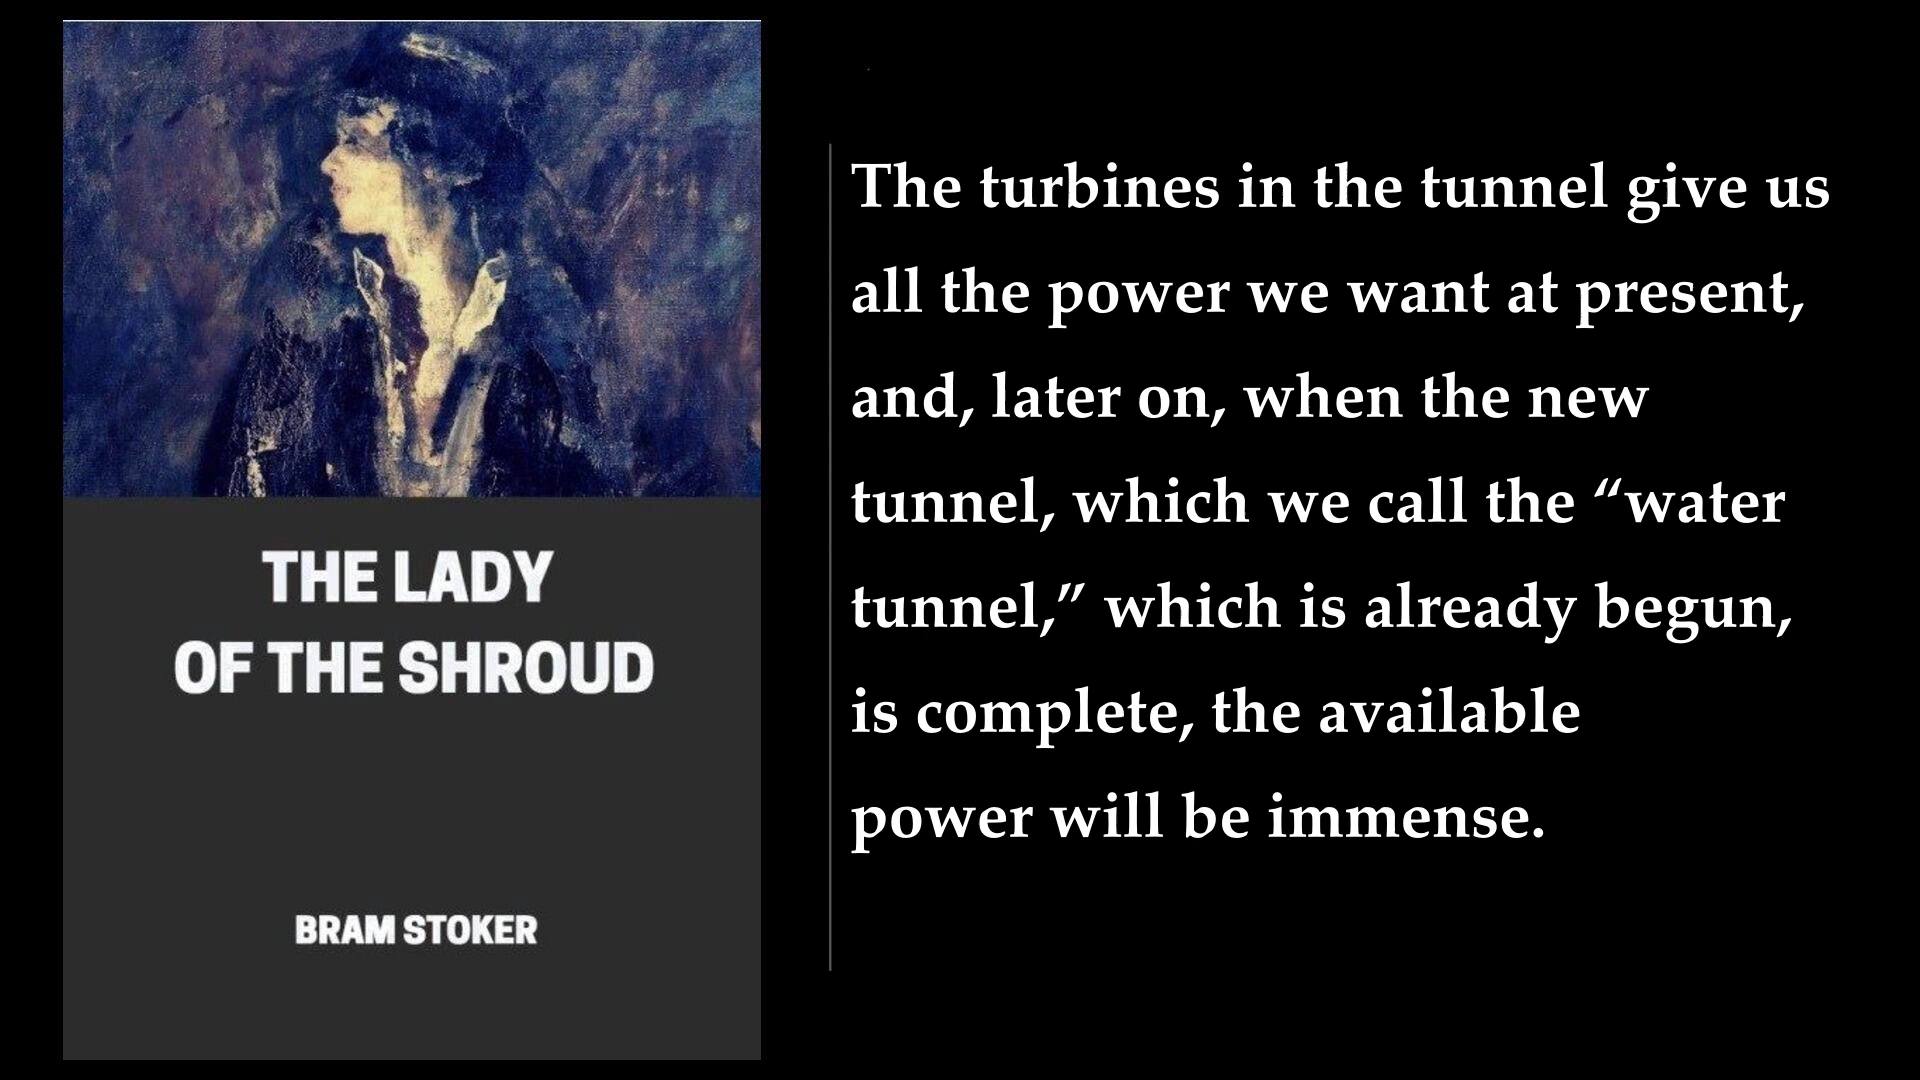 THE LADY
OF THE SHROUD
BRAM STOKER
The turbines in the tunnel give us
all the power we want at present,
and, later on, when the new
tunnel, which we call the “water
tunnel,” which is already begun,
is complete, the available
power will be immense.